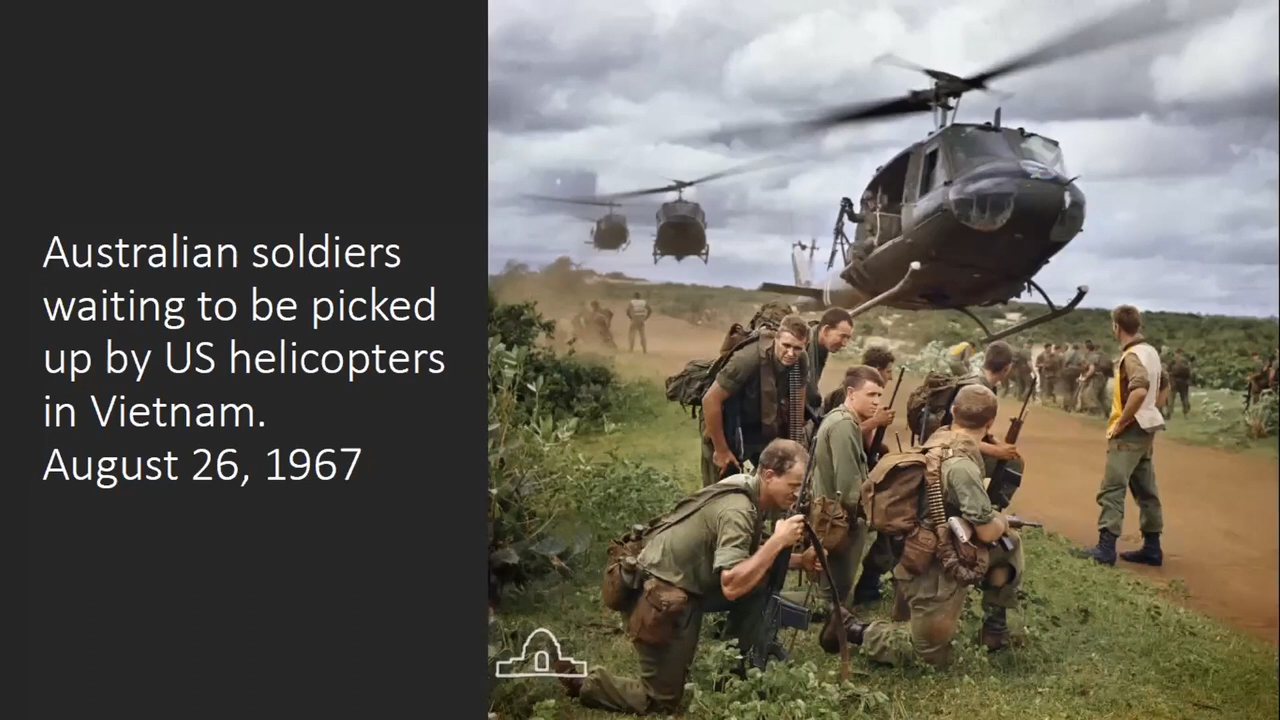 Australian soldiers
waiting to be picked
up by US helicopters
in Vietnam.
August 26, 1967